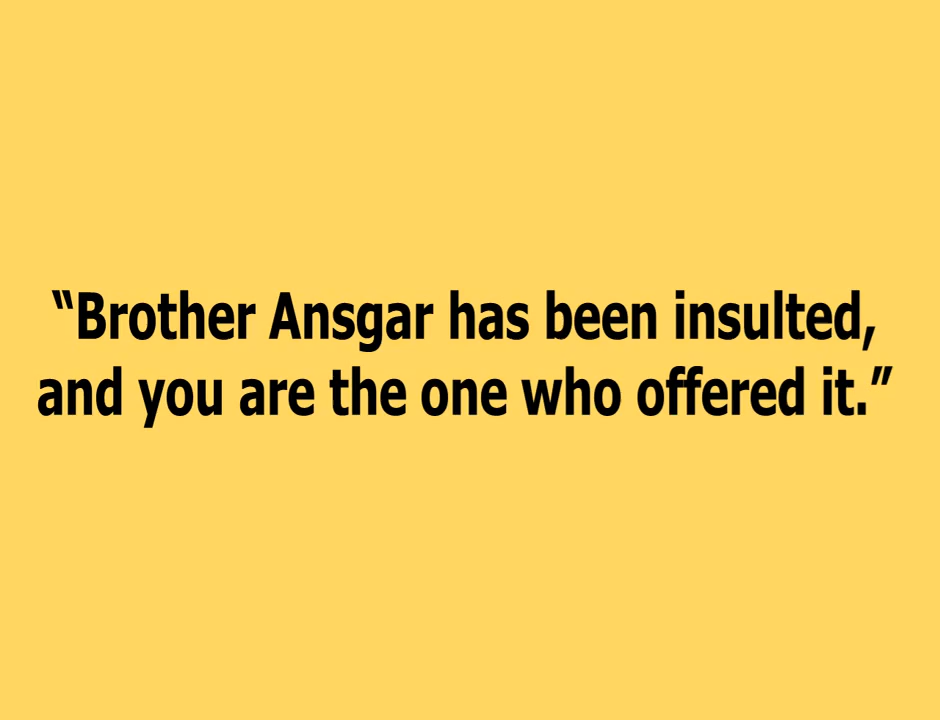 “Brother Ansgar has been insulted,
and you are the one who offered it.”